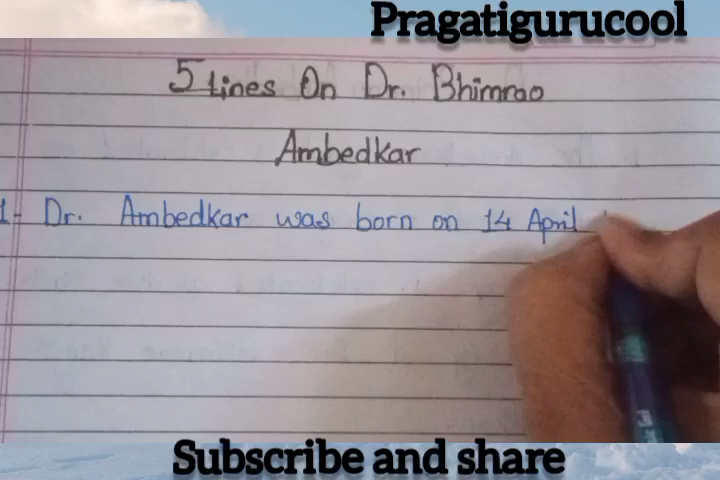 Pragatigurucool
5 Lines On Dr. Bhimrao
Ambedkar
1- Dr. Ambedkar was born on 14 April
Subscribe and share